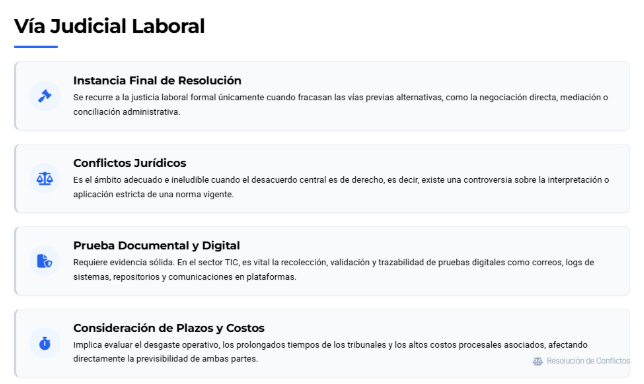 Vía Judicial Laboral
Instancia Final de Resolución
Se recurre a la justicia laboral formal únicamente cuando fracasan las vías previas alternativas, como la negociación directa, mediación o
conciliación administrativa.
Conflictos Jurídicos
Es el ámbito adecuado e ineludible cuando el desacuerdo central es de derecho, es decir, existe una controversia sobre la interpretación o
aplicación estricta de una norma vigente.
Prueba Documental y Digital
Requiere evidencia sólida. En el sector TIC, es vital la recolección, validación y trazabilidad de pruebas digitales como correos, logs de
sistemas, repositorios y comunicaciones en plataformas.
Consideración de Plazos y Costos
Implica evaluar el desgaste operativo, los prolongados tiempos de los tribunales y los altos costos procesales asociados, afectando
directamente la previsibilidad de ambas partes.
Resolución de Conflictos